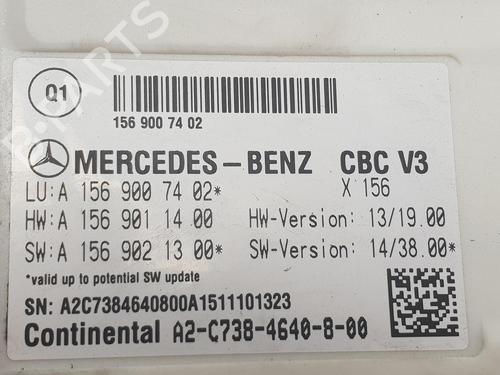 Q1
156 900 74 02
MERCEDES-BENZ CBC V3
LU:A 156 900 74 02* X 156
HW:A 156 901 14 00 HW-Version: 13/19.00
SW:A 156 902 13 00* SW-Version: 14/38.00*
*valid up to potential SW update
SN: A2C7384640800A1511101323
Continental A2-C738-4640-8-00
B-PARTS